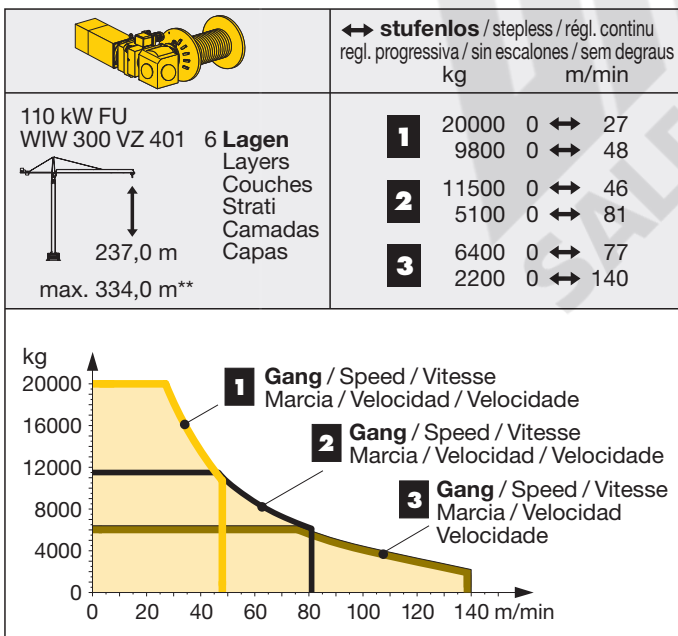 ↔ stufenlos / stepless / régl. continu
regl. progressiva / sin escalones / sem degraus
kg m/min
110 kW FU
WIW 300 VZ 401 6 Lagen
Layers
Couches
Strati
Camadas
Capas
237,0 m
max. 334,0 m**
1 20000 0 ↔ 27
9800 0 ↔ 48
2 11500 0 ↔ 46
5100 0 ↔ 81
3 6400 0 ↔ 77
2200 0 ↔ 140
kg
20000
16000
12000
8000
4000
0
1 Gang / Speed / Vitesse
Marcia / Velocidad / Velocidade
2 Gang / Speed / Vitesse
Marcia / Velocidad / Velocidade
3 Gang / Speed / Vitesse
Marcia / Velocidad
Velocidade
0 20 40 60 80 100 120 140 m/min